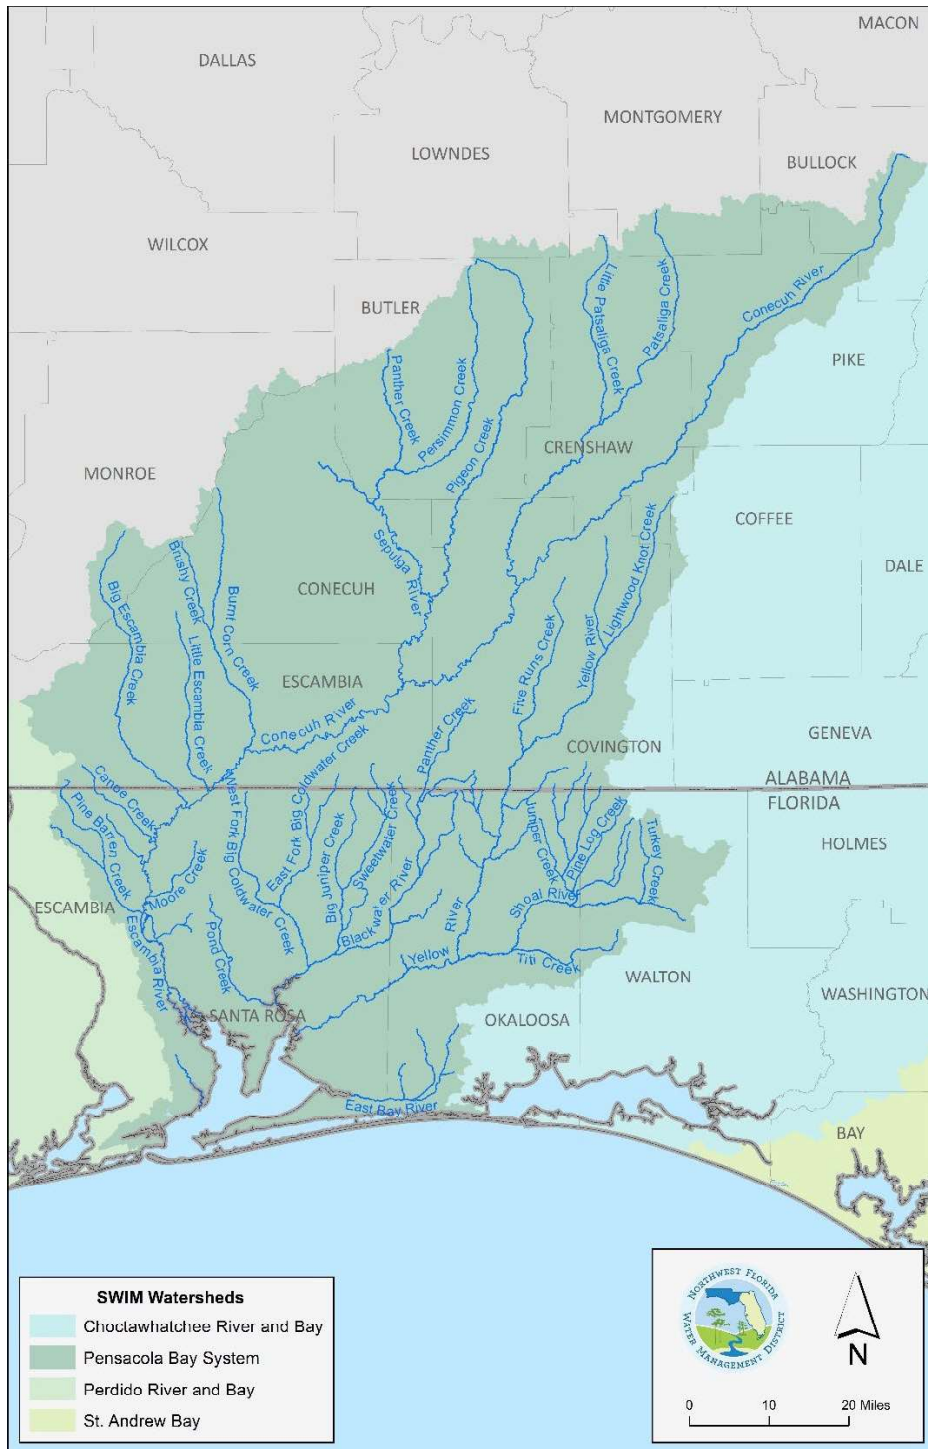 MACON
DALLAS
MONTGOMERY
LOWNDES
BULLOCK
WILCOX
Little Patsaliga Creek
Patsaliga Creek
Conecuh River
BUTLER
PIKE
Panther Creek
Persimmon Creek
Pigeon Creek
CRENSHAW
MONROE
COFFEE
Sepulga River
Lightwood Knot Creek
Brushy Creek
DALE
Big Escambia Creek
Burnt Corn Creek
CONECUH
Little Escambia Creek
Five Runs Creek
Yellow River
ESCAMBIA
Conecuh River
Panther Creek
GENEVA
COVINGTON
ALABAMA
FLORIDA
Canoe Creek
West Fork Big Coldwater Creek
East Fork Big Coldwater Creek
Pine Barren Creek
Big Juniper Creek
Sweetwater Creek
Juniper Creek
Pine Log Creek
Turkey Creek
HOLMES
Moore Creek
ESCAMBIA
Blackwater River
Shoal River
Escambia River
Pond Creek
Yellow River
Titi Creek
WALTON
WASHINGTON
SANTA ROSA
OKALOOSA
East Bay River
BAY
SWIM Watersheds
Choctawhatchee River and Bay
Pensacola Bay System
Perdido River and Bay
St. Andrew Bay
NORTHWEST FLORIDA
WATER MANAGEMENT DISTRICT
N
0 10 20 Miles